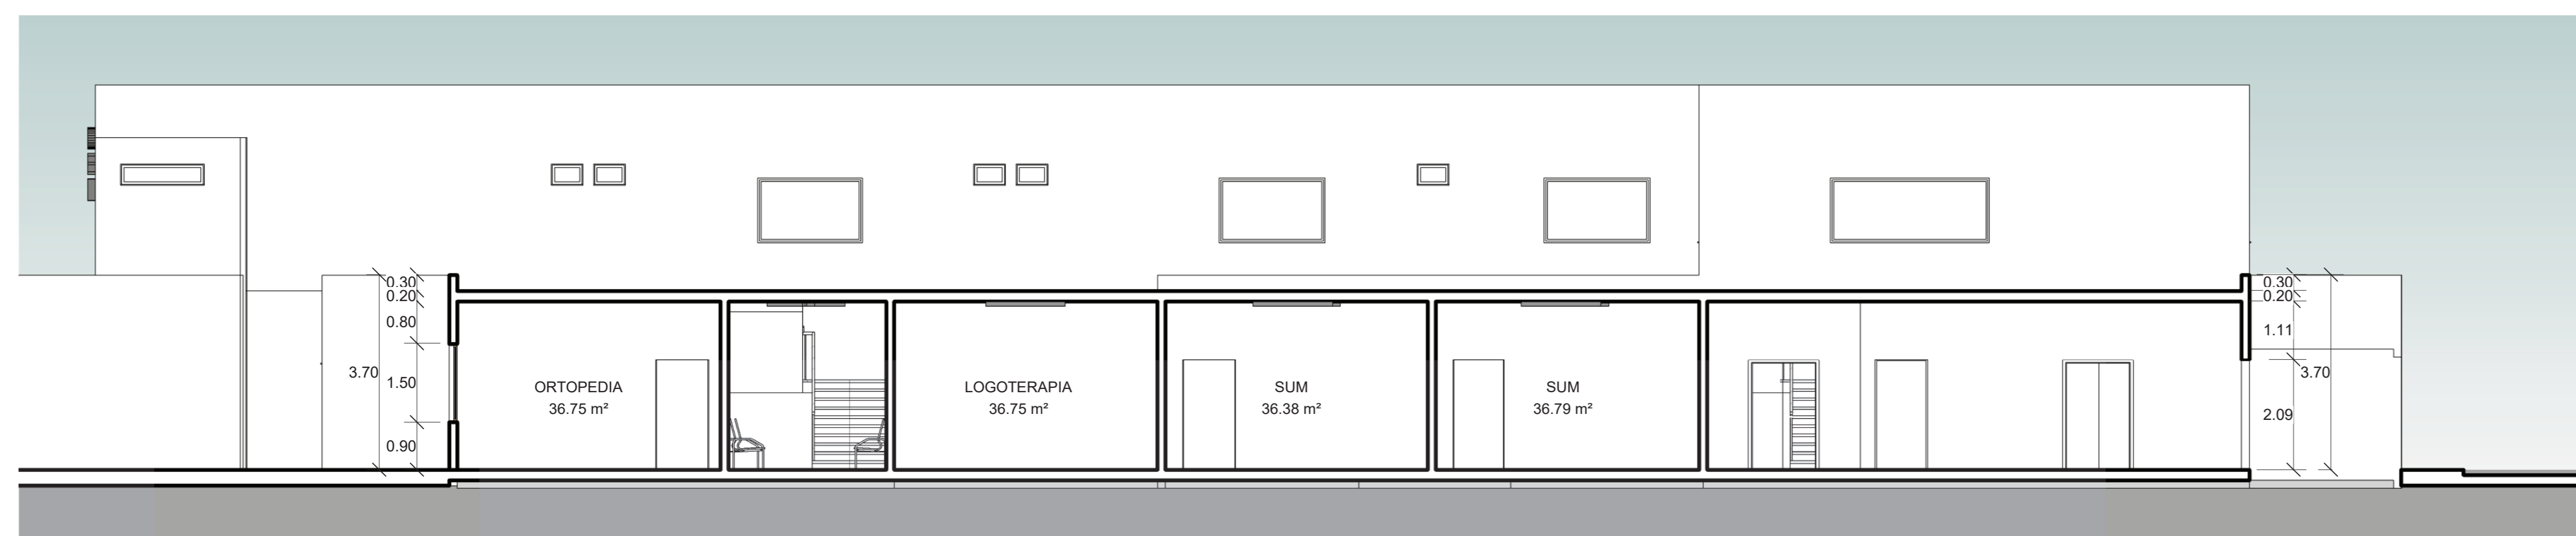 0.30
0.20
0.80
3.70
1.50
0.90
ORTOPEDIA
36.75 m²
LOGOTERAPIA
36.75 m²
SUM
36.38 m²
SUM
36.79 m²
0.30
0.20
1.11
3.70
2.09